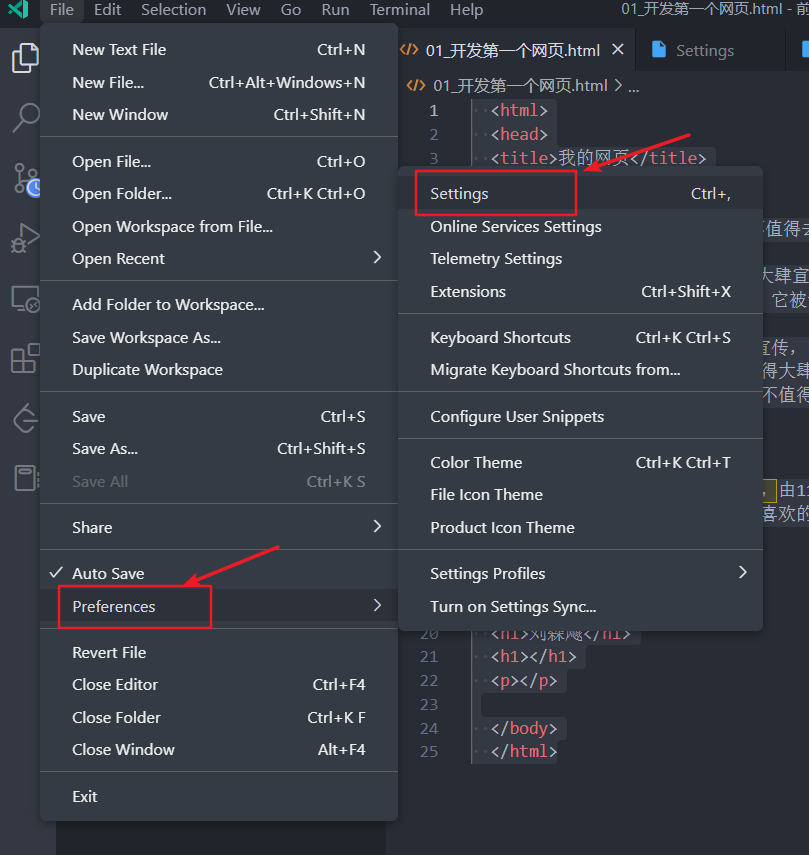 File Edit Selection View Go Run Terminal Help 01_开发第一个网页.html - 前
New Text File Ctrl+N
New File... Ctrl+Alt+Windows+N
New Window Ctrl+Shift+N
Open File... Ctrl+O
Open Folder... Ctrl+K Ctrl+O
Open Workspace from File...
Open Recent
Add Folder to Workspace...
Save Workspace As...
Duplicate Workspace
Save Ctrl+S
Save As... Ctrl+Shift+S
Save All Ctrl+K S
Share
Auto Save
Preferences
Revert File
Close Editor Ctrl+F4
Close Folder Ctrl+K F
Close Window Alt+F4
Exit
01_开发第一个网页.html Settings
01_开发第一个网页.html > ...
1 <html>
2 <head>
3 <title>我的网页</title>
Settings Ctrl+,
Online Services Settings
Telemetry Settings
Extensions Ctrl+Shift+X
Keyboard Shortcuts Ctrl+K Ctrl+S
Migrate Keyboard Shortcuts from...
Configure User Snippets
Color Theme Ctrl+K Ctrl+T
File Icon Theme
Product Icon Theme
Settings Profiles
Turn on Settings Sync...
值得
大肆宣
它被
宣传，
得大肆
不值得
，由11
喜欢的
20 </h1>
21 <h1></h1>
22 <p></p>
23
24 </body>
25 </html>